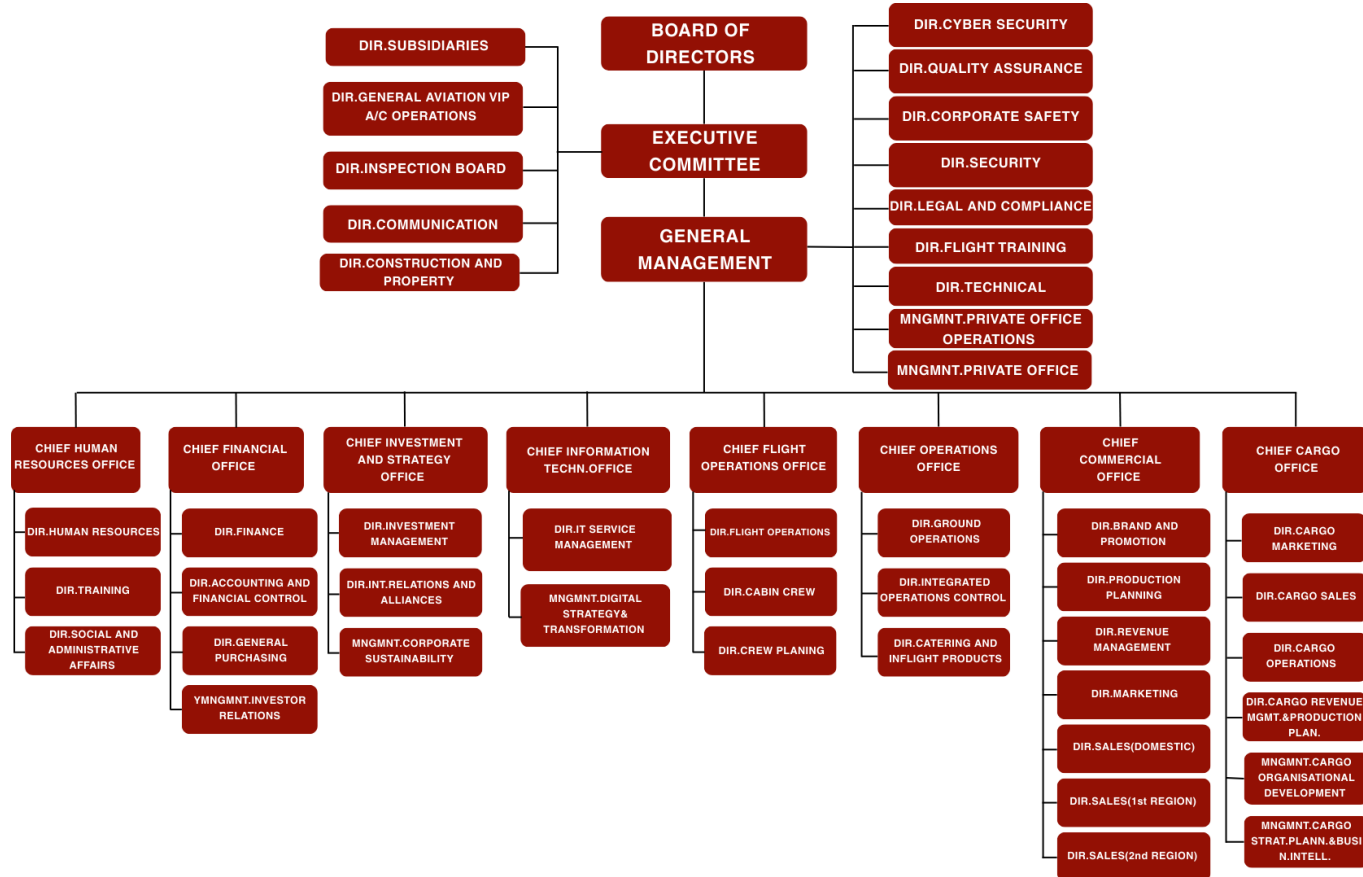 BOARD OF
DIRECTORS
EXECUTIVE
COMMITTEE
GENERAL
MANAGEMENT
DIR.SUBSIDIARIES
DIR.GENERAL AVIATION VIP
A/C OPERATIONS
DIR.INSPECTION BOARD
DIR.COMMUNICATION
DIR.CONSTRUCTION AND
PROPERTY
DIR.CYBER SECURITY
DIR.QUALITY ASSURANCE
DIR.CORPORATE SAFETY
DIR.SECURITY
DIR.LEGAL AND COMPLIANCE
DIR.FLIGHT TRAINING
DIR.TECHNICAL
MNGMNT.PRIVATE OFFICE
OPERATIONS
MNGMNT.PRIVATE OFFICE
CHIEF HUMAN
RESOURCES OFFICE
DIR.HUMAN RESOURCES
DIR.TRAINING
DIR.SOCIAL AND
ADMINISTRATIVE
AFFAIRS
CHIEF FINANCIAL
OFFICE
DIR.FINANCE
DIR.ACCOUNTING AND
FINANCIAL CONTROL
DIR.GENERAL
PURCHASING
YMNGMNT.INVESTOR
RELATIONS
CHIEF INVESTMENT
AND STRATEGY
OFFICE
DIR.INVESTMENT
MANAGEMENT
DIR.INT.RELATIONS AND
ALLIANCES
MNGMNT.CORPORATE
SUSTAINABILITY
CHIEF INFORMATION
TECHN.OFFICE
DIR.IT SERVICE
MANAGEMENT
MNGMNT.DIGITAL
STRATEGY&
TRANSFORMATION
CHIEF FLIGHT
OPERATIONS OFFICE
DIR.FLIGHT OPERATIONS
DIR.CABIN CREW
DIR.CREW PLANING
CHIEF OPERATIONS
OFFICE
DIR.GROUND
OPERATIONS
DIR.INTEGRATED
OPERATIONS CONTROL
DIR.CATERING AND
INFLIGHT PRODUCTS
CHIEF
COMMERCIAL
OFFICE
DIR.BRAND AND
PROMOTION
DIR.PRODUCTION
PLANNING
DIR.REVENUE
MANAGEMENT
DIR.MARKETING
DIR.SALES(DOMESTIC)
DIR.SALES(1st REGION)
DIR.SALES(2nd REGION)
CHIEF CARGO
OFFICE
DIR.CARGO
MARKETING
DIR.CARGO SALES
DIR.CARGO
OPERATIONS
DIR.CARGO REVENUE
MGMT.&PRODUCTION
PLAN.
MNGMNT.CARGO
ORGANISATIONAL
DEVELOPMENT
MNGMNT.CARGO
STRAT.PLANN.&BUSI
N.INTELL.